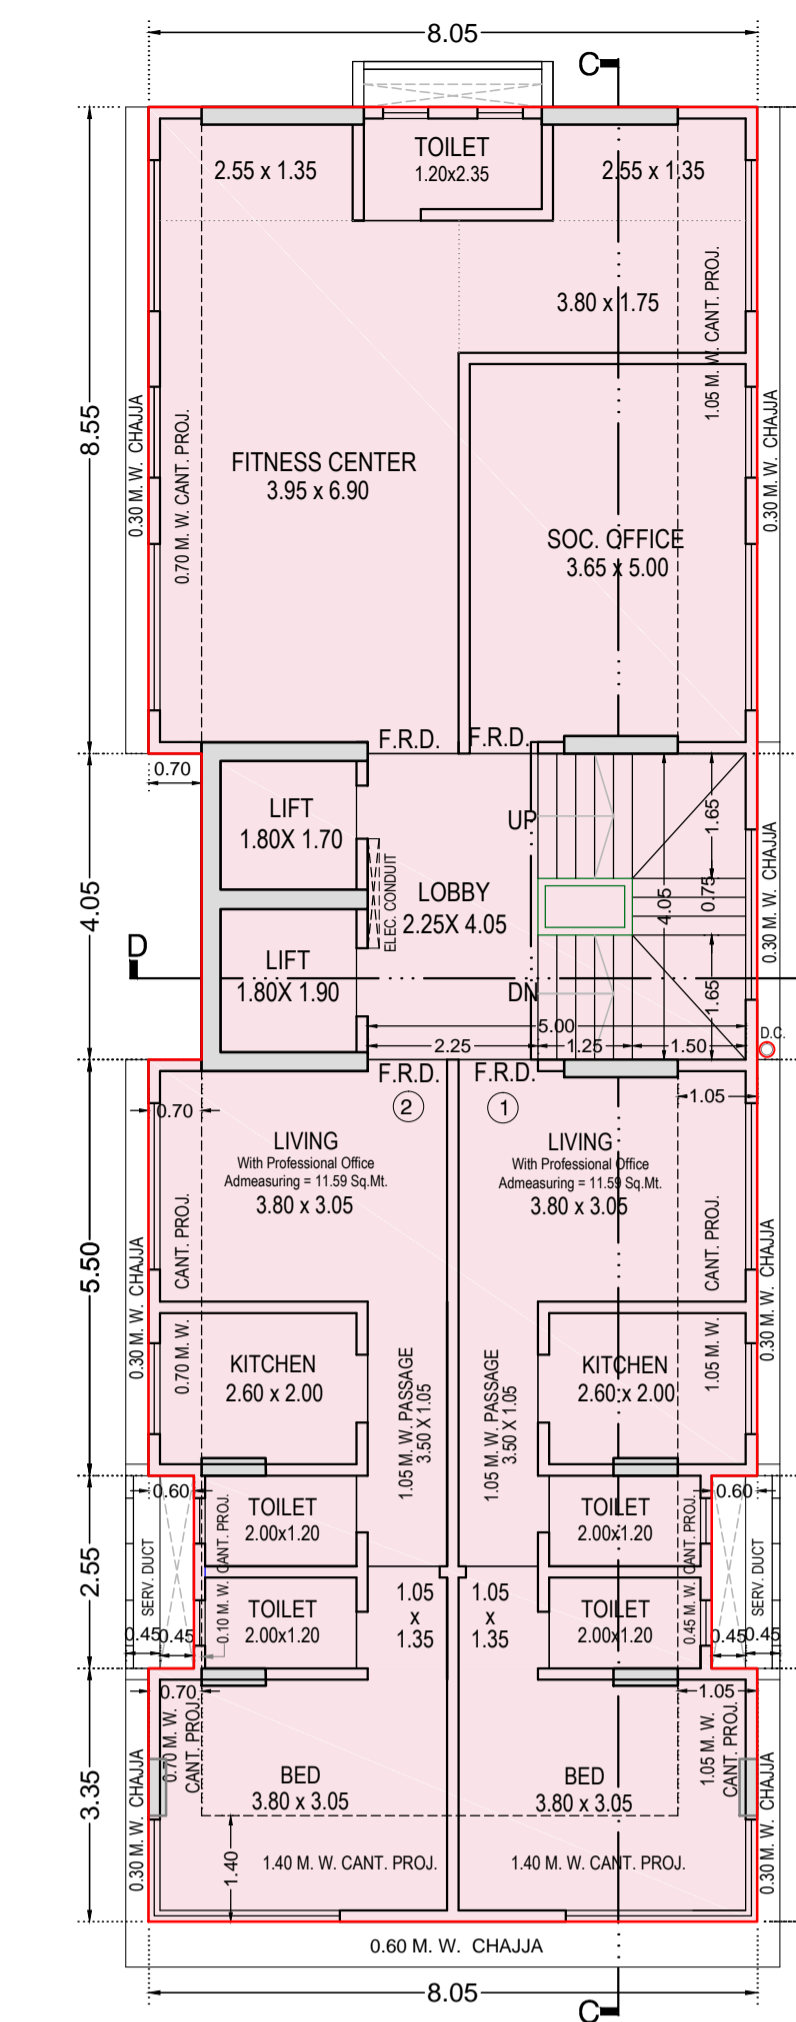 8.05
C
TOILET
1.20x2.35
2.55 x 1.35
2.55 x 1.35
3.80 x 1.75
1.05 M. W. CANT. PROJ.
8.55
0.30 M. W. CHAJJA
0.70 M. W. CANT. PROJ.
FITNESS CENTER
3.95 x 6.90
0.30 M. W. CHAJJA
SOC. OFFICE
3.65 x 5.00
F.R.D.
F.R.D.
0.70
LIFT
1.80X 1.70
UP
1.65
4.05
ELEC. CONDUIT
LOBBY
2.25X 4.05
4.05
0.75
0.30 M. W. CHAJJA
D
LIFT
1.80X 1.90
DN
1.65
5.00
2.25
1.25
1.50
D.C.
F.R.D.
F.R.D.
0.70
2
1
1.05
LIVING
With Professional Office
Admeasuring = 11.59 Sq.Mt.
3.80 x 3.05
LIVING
With Professional Office
Admeasuring = 11.59 Sq.Mt.
3.80 x 3.05
5.50
0.30 M. W. CHAJJA
0.70 M. W. CANT. PROJ.
1.05 M. W. CANT. PROJ.
0.30 M. W. CHAJJA
KITCHEN
2.60 x 2.00
1.05 M. W. PASSAGE
3.50 X 1.05
1.05 M. W. PASSAGE
3.50 X 1.05
KITCHEN
2.60 x 2.00
0.60
0.60
2.55
SERV. DUCT
TOILET
2.00x1.20
0.10 M. W. CANT. PROJ.
TOILET
2.00x1.20
0.45 M. W. CANT. PROJ.
SERV. DUCT
TOILET
2.00x1.20
1.05
x
1.35
1.05
x
1.35
TOILET
2.00x1.20
0.45
0.45
0.45
0.45
0.70
1.05
3.35
0.30 M. W. CHAJJA
0.70 M. W.
CANT. PROJ.
BED
3.80 x 3.05
BED
3.80 x 3.05
1.05 M. W.
CANT. PROJ.
0.30 M. W. CHAJJA
1.40
1.40 M. W. CANT. PROJ.
1.40 M. W. CANT. PROJ.
0.60 M. W. CHAJJA
8.05
C